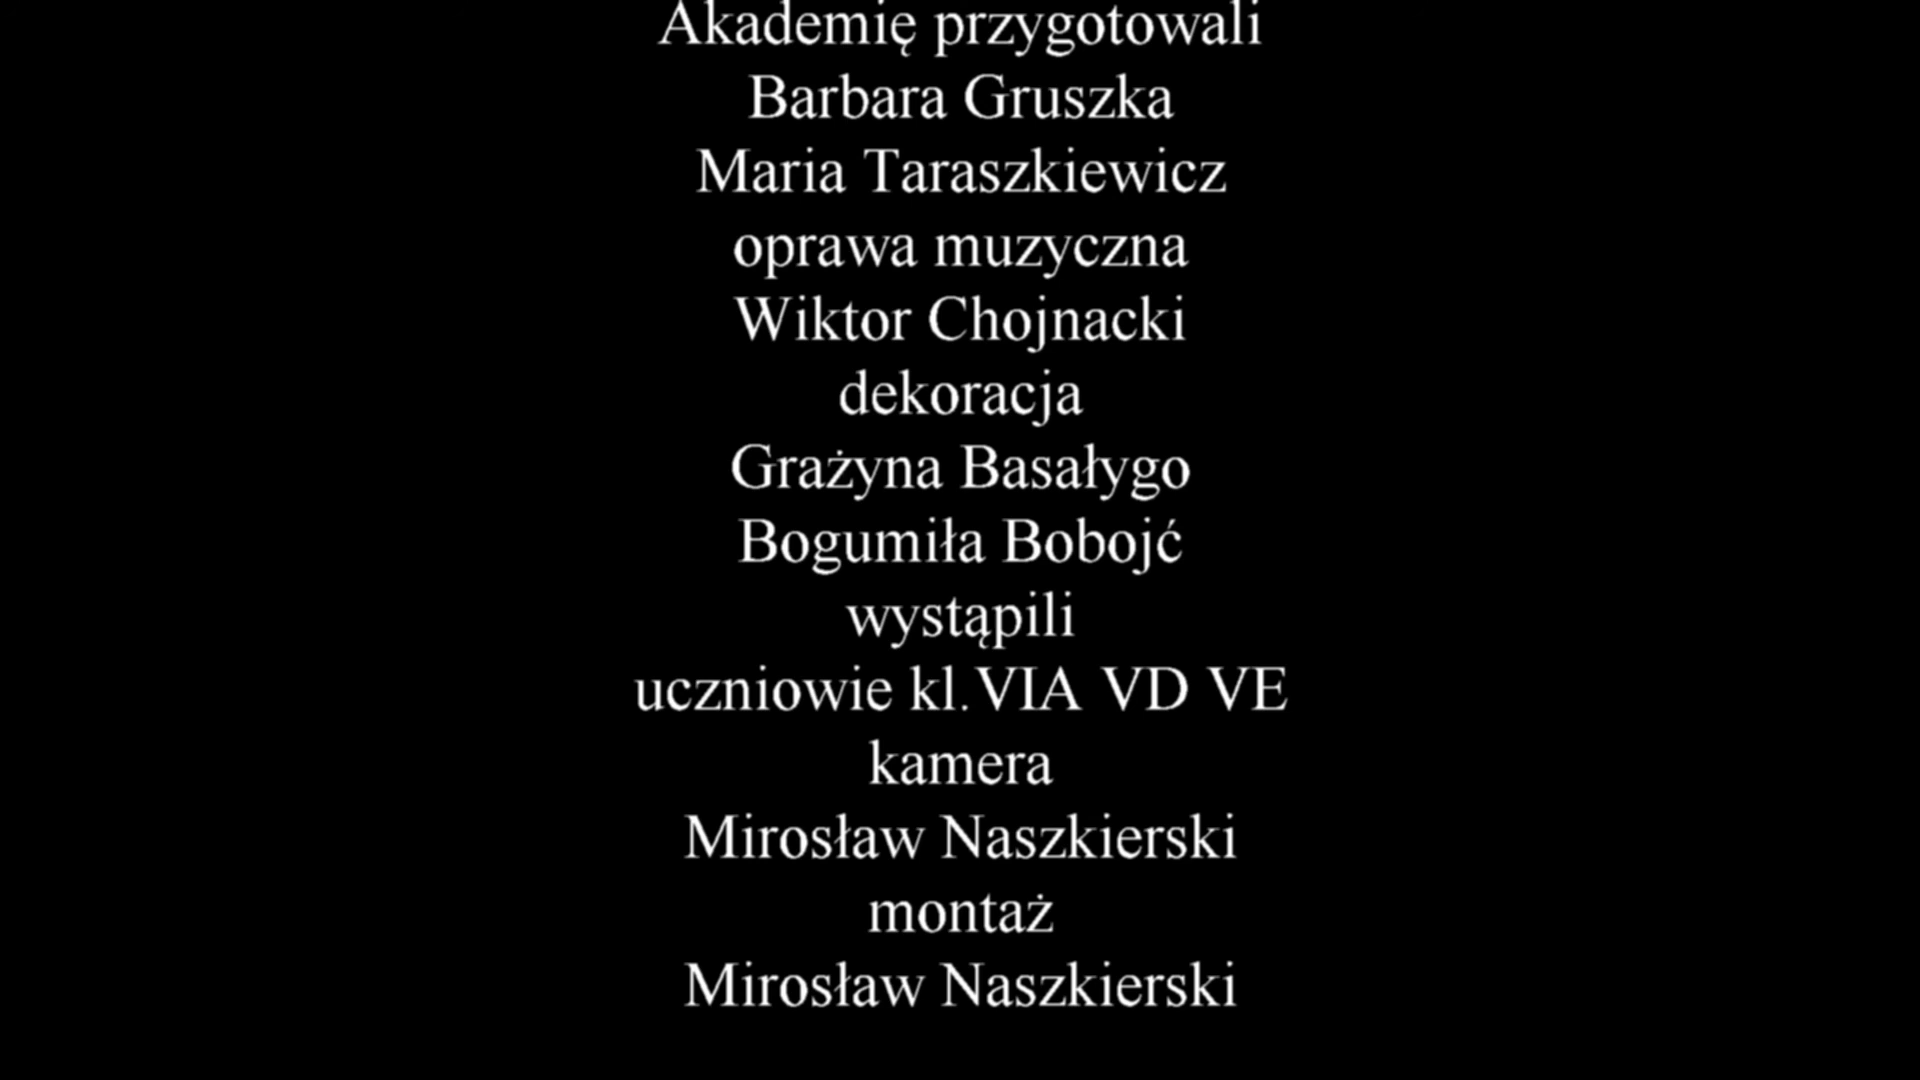 Akademię przygotowali
Barbara Gruszka
Maria Taraszkiewicz
oprawa muzyczna
Wiktor Chojnacki
dekoracja
Grażyna Basałygo
Bogumiła Bobojć
wystąpili
uczniowie kl.VIA VD VE
kamera
Mirosław Naszkierski
montaż
Mirosław Naszkierski